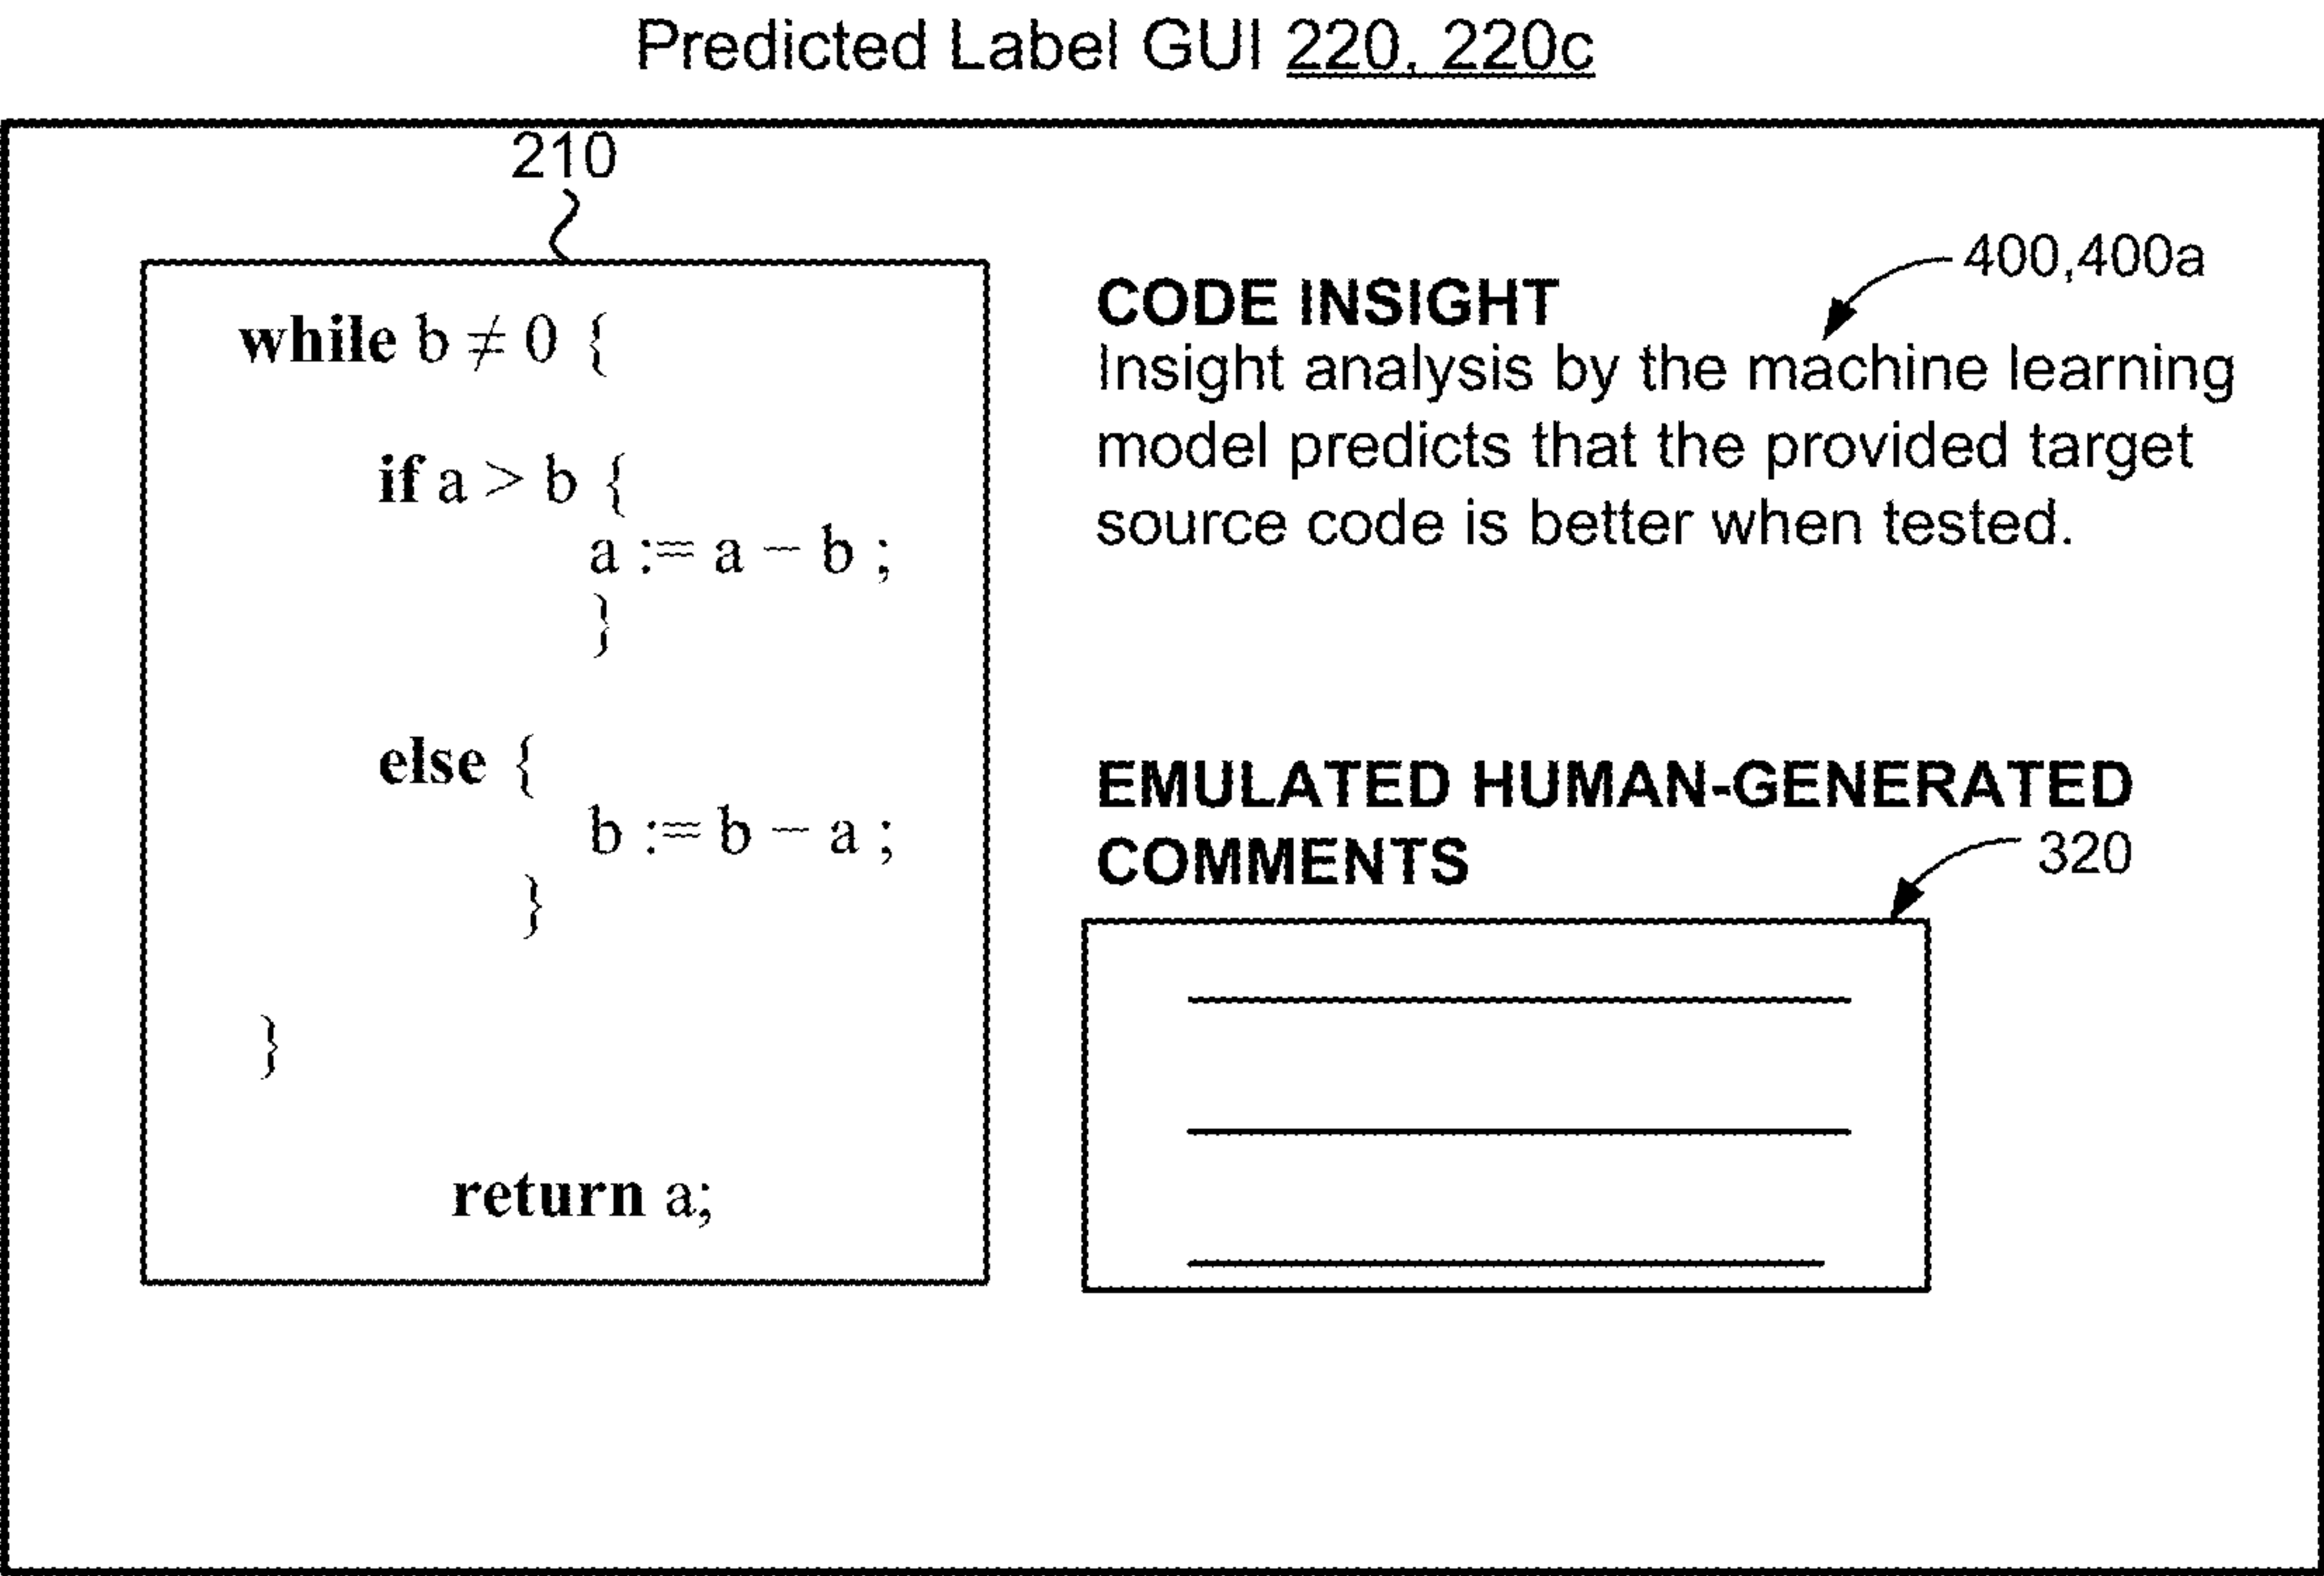 Predicted Label GUI 220, 220c
210
while b ≠ 0 {
if a > b {
a := a – b ;
}
else {
b := b – a ;
}
}
return a;
400,400a
CODE INSIGHT
Insight analysis by the machine learning
model predicts that the provided target
source code is better when tested.
EMULATED HUMAN-GENERATED
COMMENTS
320